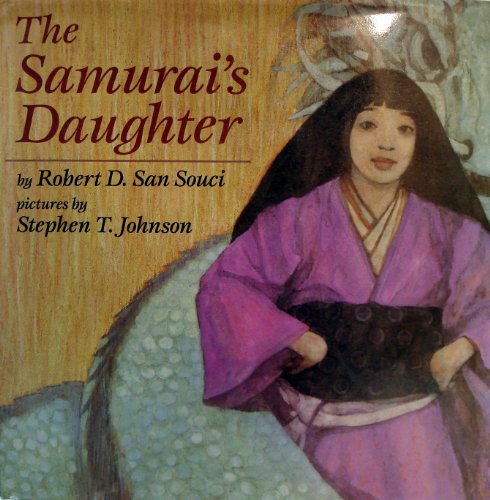 The
Samurai's
Daughter
by Robert D. San Souci
pictures by
Stephen T. Johnson